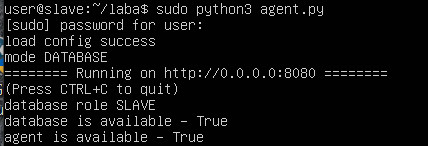 user@slave:~/laba$ sudo python3 agent.py
[sudo] password for user:
load config success
mode DATABASE
======== Running on http://0.0.0.0:8080 ========
(Press CTRL+C to quit)
database role SLAVE
database is available - True
agent is available - True